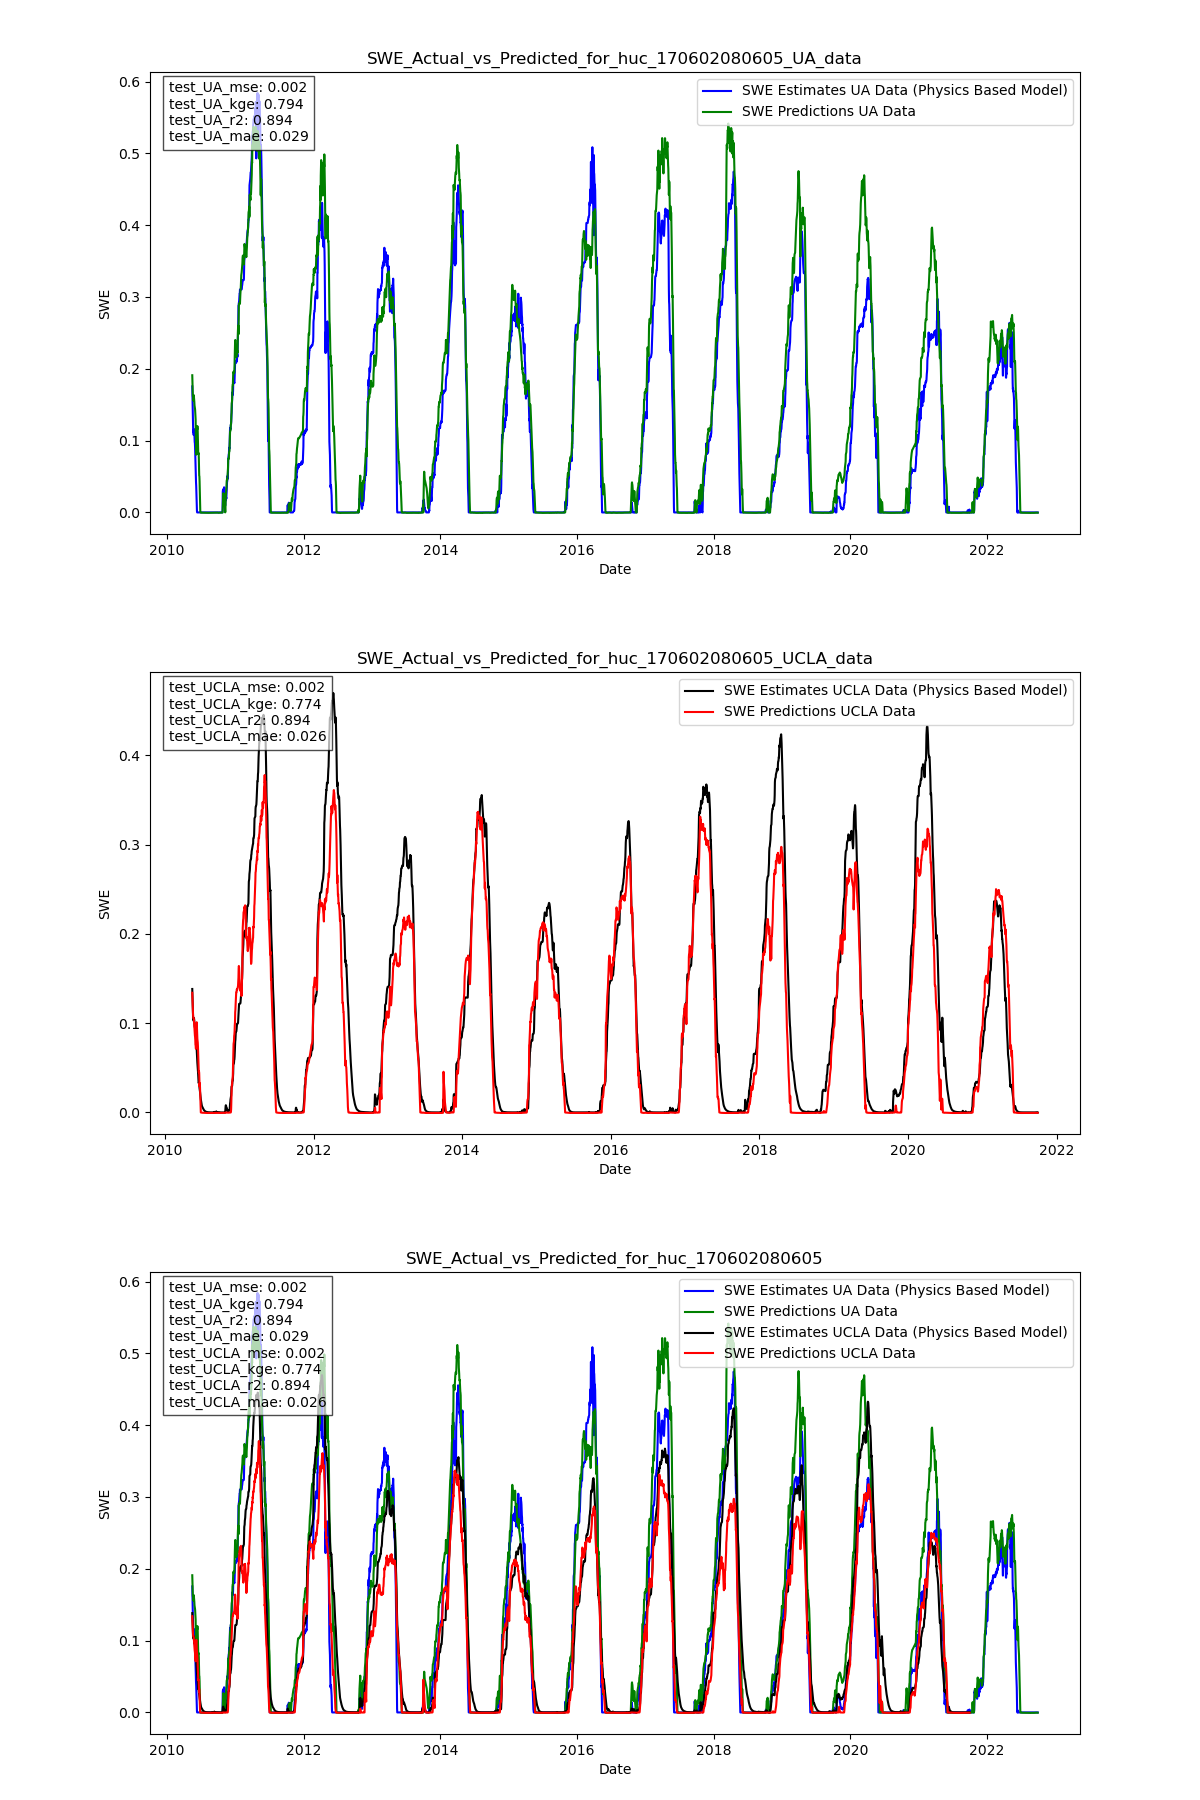 SWE_Actual_vs_Predicted_for_huc_170602080605_UA_data
test_UA_mse: 0.002
test_UA_kge: 0.794
test_UA_r2: 0.894
test_UA_mae: 0.029
SWE Estimates UA Data (Physics Based Model)
SWE Predictions UA Data
0.6
0.5
0.4
0.3
0.2
0.1
0.0
SWE
2010 2012 2014 2016 2018 2020 2022
Date
SWE_Actual_vs_Predicted_for_huc_170602080605_UCLA_data
test_UCLA_mse: 0.002
test_UCLA_kge: 0.774
test_UCLA_r2: 0.894
test_UCLA_mae: 0.026
SWE Estimates UCLA Data (Physics Based Model)
SWE Predictions UCLA Data
0.4
0.3
0.2
0.1
0.0
SWE
2010 2012 2014 2016 2018 2020 2022
Date
SWE_Actual_vs_Predicted_for_huc_170602080605
test_UA_mse: 0.002
test_UA_kge: 0.794
test_UA_r2: 0.894
test_UA_mae: 0.029
test_UCLA_mse: 0.002
test_UCLA_kge: 0.774
test_UCLA_r2: 0.894
test_UCLA_mae: 0.026
SWE Estimates UA Data (Physics Based Model)
SWE Predictions UA Data
SWE Estimates UCLA Data (Physics Based Model)
SWE Predictions UCLA Data
0.6
0.5
0.4
0.3
0.2
0.1
0.0
SWE
2010 2012 2014 2016 2018 2020 2022
Date